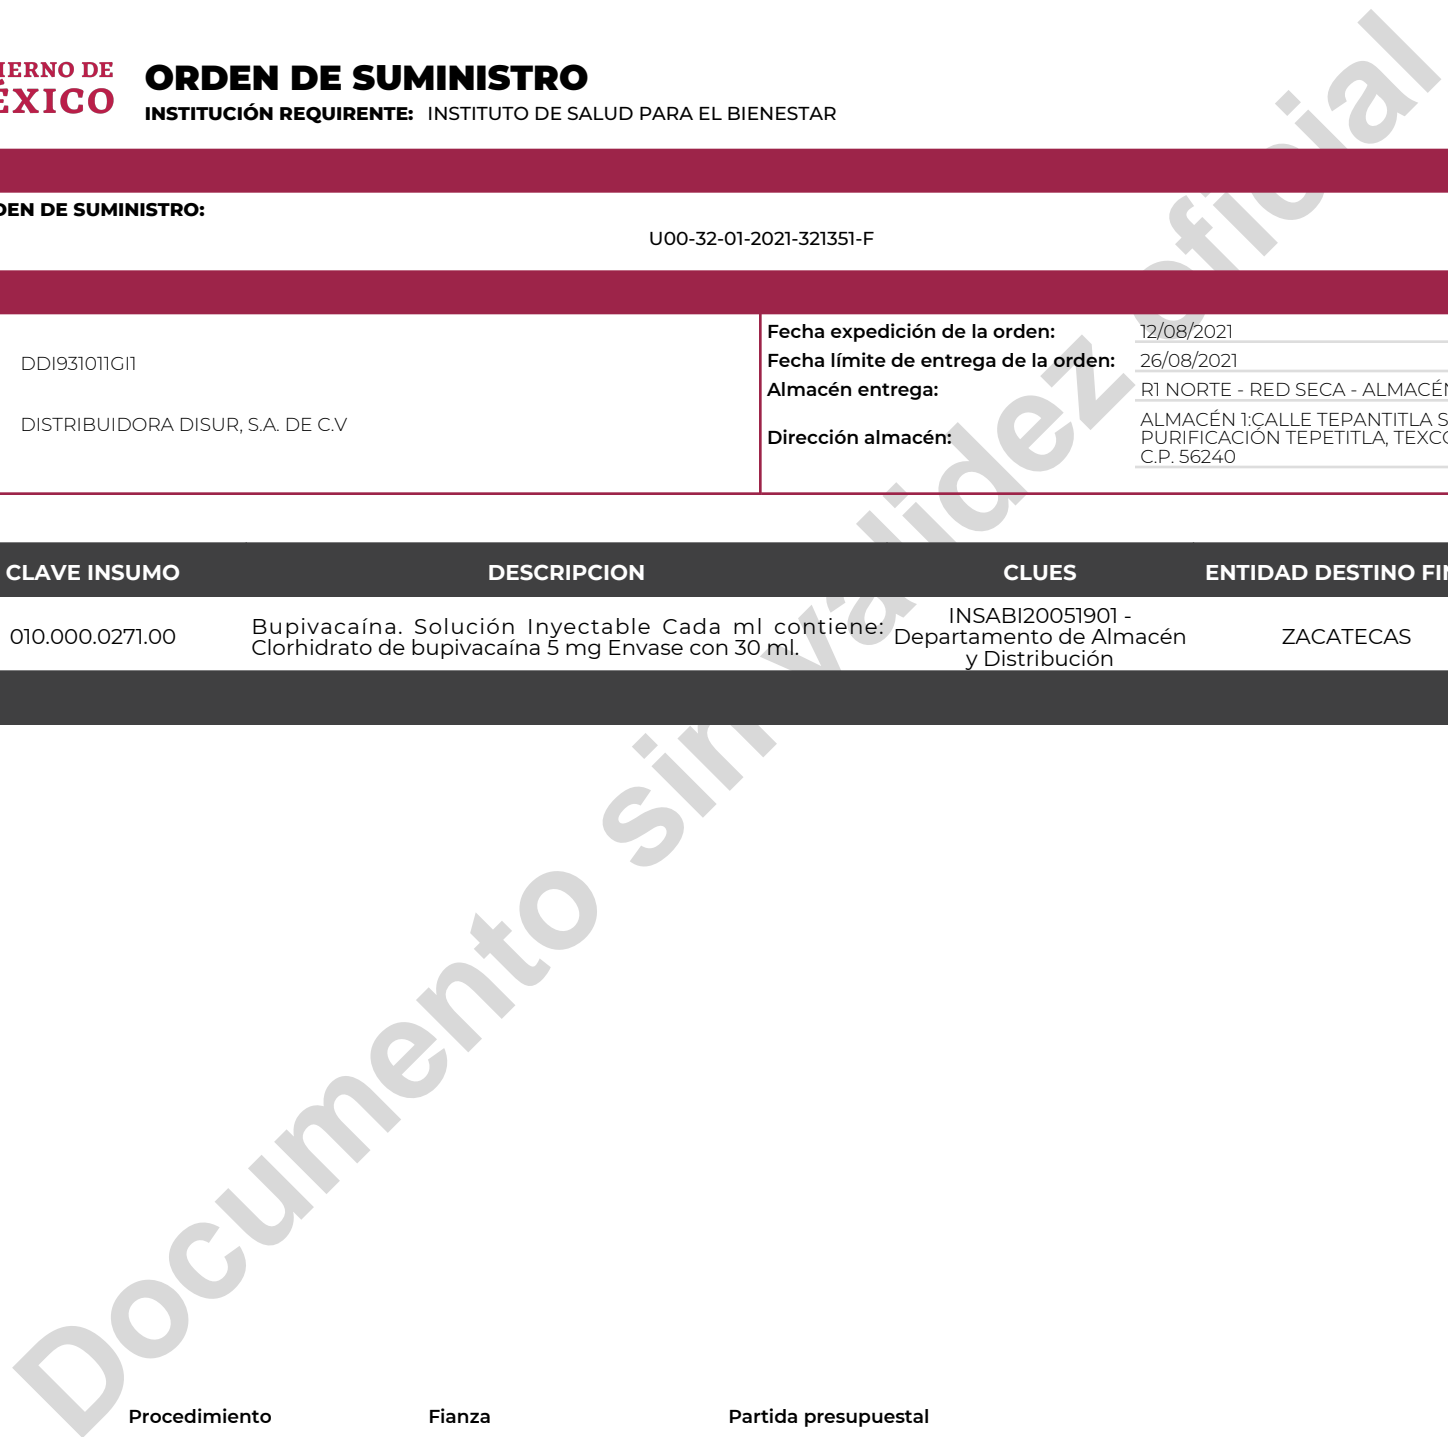 IERNO DE
ÉXICO
ORDEN DE SUMINISTRO
INSTITUCIÓN REQUIRENTE: INSTITUTO DE SALUD PARA EL BIENESTAR
DEN DE SUMINISTRO:
U00-32-01-2021-321351-F
DDI931011GI1
DISTRIBUIDORA DISUR, S.A. DE C.V
Fecha expedición de la orden: 12/08/2021
Fecha límite de entrega de la orden: 26/08/2021
Almacén entrega: R1 NORTE - RED SECA - ALMACÉN
Dirección almacén: ALMACÉN 1:CALLE TEPANTITLA S
PURIFICACIÓN TEPETITLA, TEXCO
C.P. 56240
CLAVE INSUMO DESCRIPCION CLUES ENTIDAD DESTINO FIN
010.000.0271.00
Bupivacaína. Solución Inyectable Cada ml contiene:
Clorhidrato de bupivacaína 5 mg Envase con 30 ml.
INSABI20051901 -
Departamento de Almacén
y Distribución
ZACATECAS
Documento sin validez oficial
Procedimiento Fianza Partida presupuestal